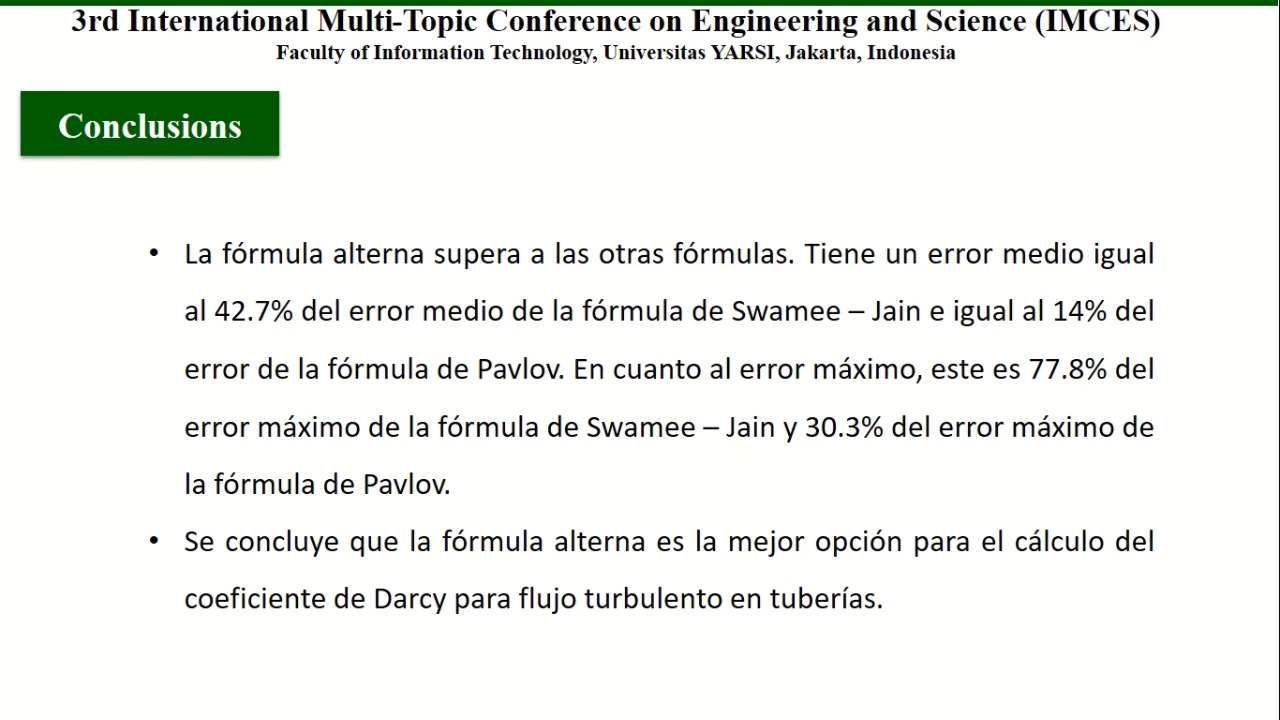 3rd International Multi-Topic Conference on Engineering and Science (IMCES)
Faculty of Information Technology, Universitas YARSI, Jakarta, Indonesia
Conclusions
• La fórmula alterna supera a las otras fórmulas. Tiene un error medio igual
al 42.7% del error medio de la fórmula de Swamee – Jain e igual al 14% del
error de la fórmula de Pavlov. En cuanto al error máximo, este es 77.8% del
error máximo de la fórmula de Swamee – Jain y 30.3% del error máximo de
la fórmula de Pavlov.
• Se concluye que la fórmula alterna es la mejor opción para el cálculo del
coeficiente de Darcy para flujo turbulento en tuberías.